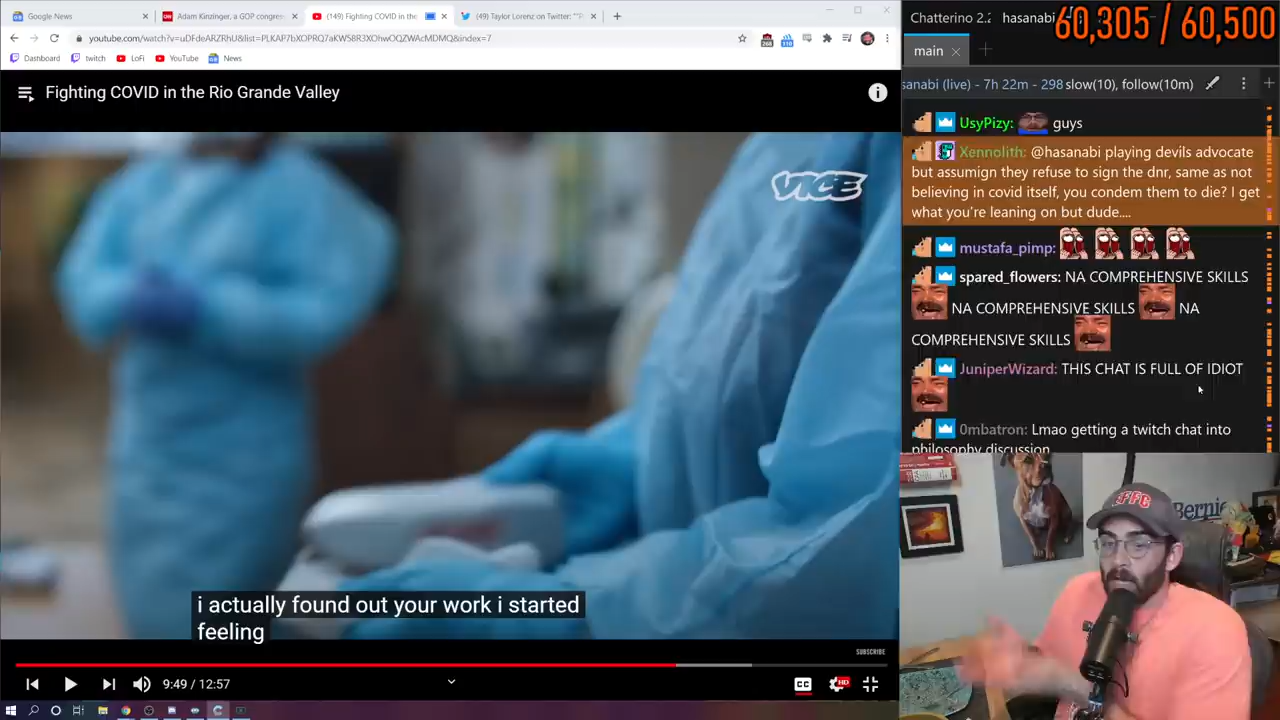 Google News
Adam Kinzinger, a GOP congres
(149) Fighting COVID in the
(49) Taylor Lorenz on Twitter: "
youtube.com/watch?v=uDFdeARZRhU&list=PLKAP7bXOPRQ7aKWS8R3XOhwOQZWAcMDMQ&index=7
Dashboard
twitch
LoFi
YouTube
News
Fighting COVID in the Rio Grande Valley
VICE
i actually found out your work i started
feeling
SUBSCRIBE
9:49 / 12:57
CC
HD
Chatterino 2.
hasanabi
60,305 / 60,500
main
sanabi (live) - 7h 22m - 298 slow(10), follow(10m)
UsyPizy: guys
Xennolith: @hasanabi playing devils advocate
but assumign they refuse to sign the dnr, same as not
believing in covid itself, you condem them to die? I get
what you're leaning on but dude....
mustafa_pimp:
spared_flowers: NA COMPREHENSIVE SKILLS
NA COMPREHENSIVE SKILLS NA
COMPREHENSIVE SKILLS
JuniperWizard: THIS CHAT IS FULL OF IDIOT
0mbatron: Lmao getting a twitch chat into
philosophy discussion
EFFG
Bernie